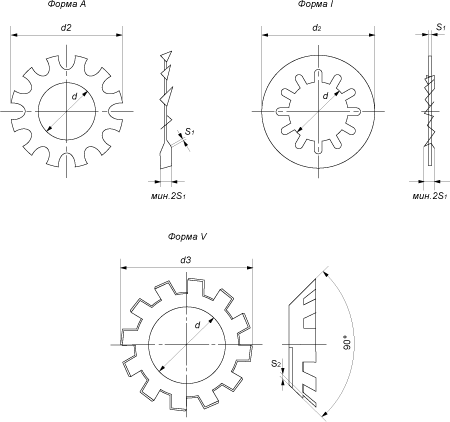 Форма A
Форма I
d2
d2
S1
d
d
S1
мин.2S1
мин.2S1
Форма V
d3
d
90°
S2